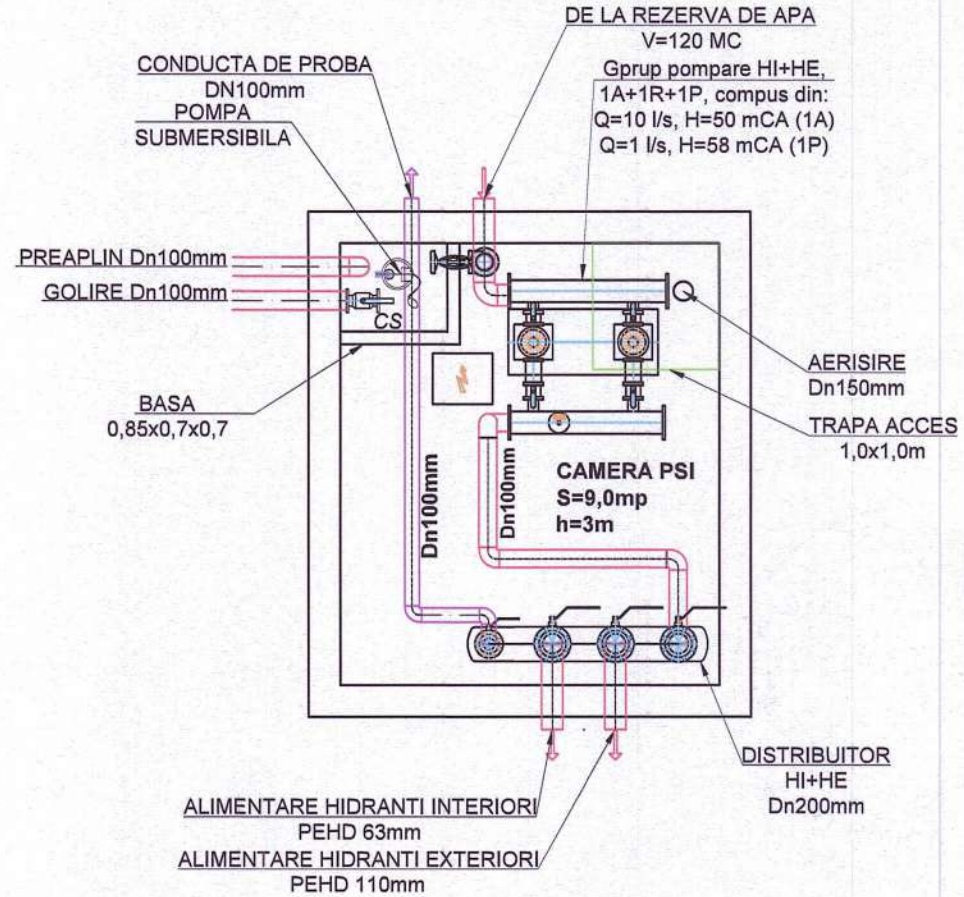 DE LA REZERVA DE APA
V=120 MC
CONDUCTA DE PROBA
DN100mm
POMPA
SUBMERSIBILA
Gprup pompare HI+HE,
1A+1R+1P, compus din:
Q=10 l/s, H=50 mCA (1A)
Q=1 l/s, H=58 mCA (1P)
PREAPLIN Dn100mm
GOLIRE Dn100mm
CS
BASA
0,85x0,7x0,7
AERISIRE
Dn150mm
TRAPA ACCES
1,0x1,0m
Dn100mm
Dn100mm
CAMERA PSI
S=9,0mp
h=3m
DISTRIBUITOR
HI+HE
Dn200mm
ALIMENTARE HIDRANTI INTERIORI
PEHD 63mm
ALIMENTARE HIDRANTI EXTERIORI
PEHD 110mm